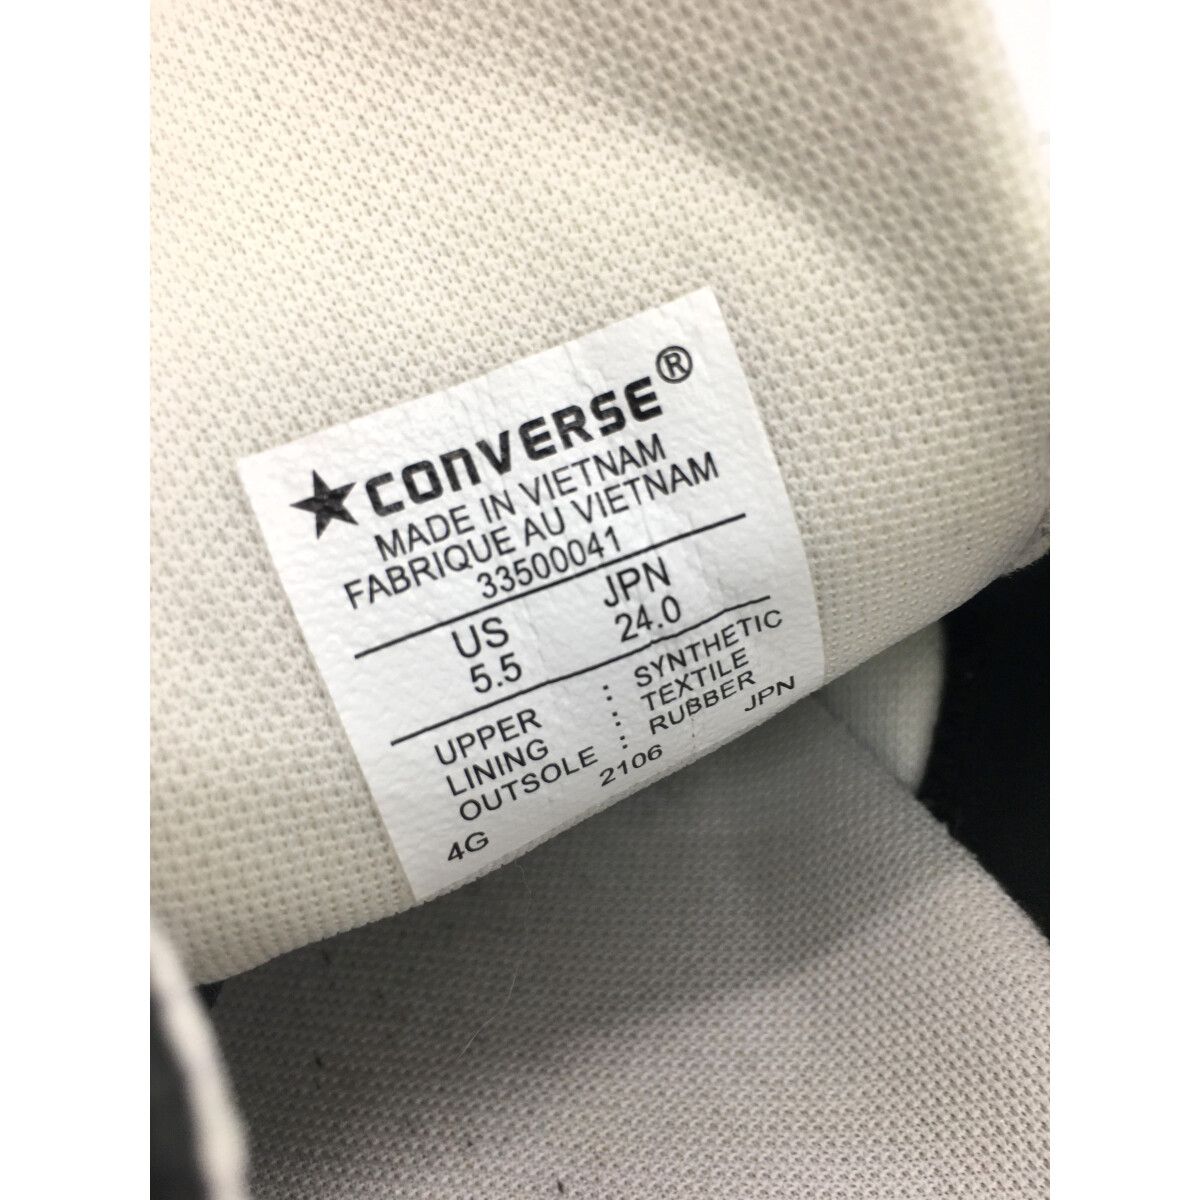 ★CONVERSE®
MADE IN VIETNAM
FABRIQUE AU VIETNAM
33500041
US JPN
5.5 24.0
UPPER : SYNTHETIC
LINING : TEXTILE
OUTSOLE : RUBBER
4G 2106 JPN